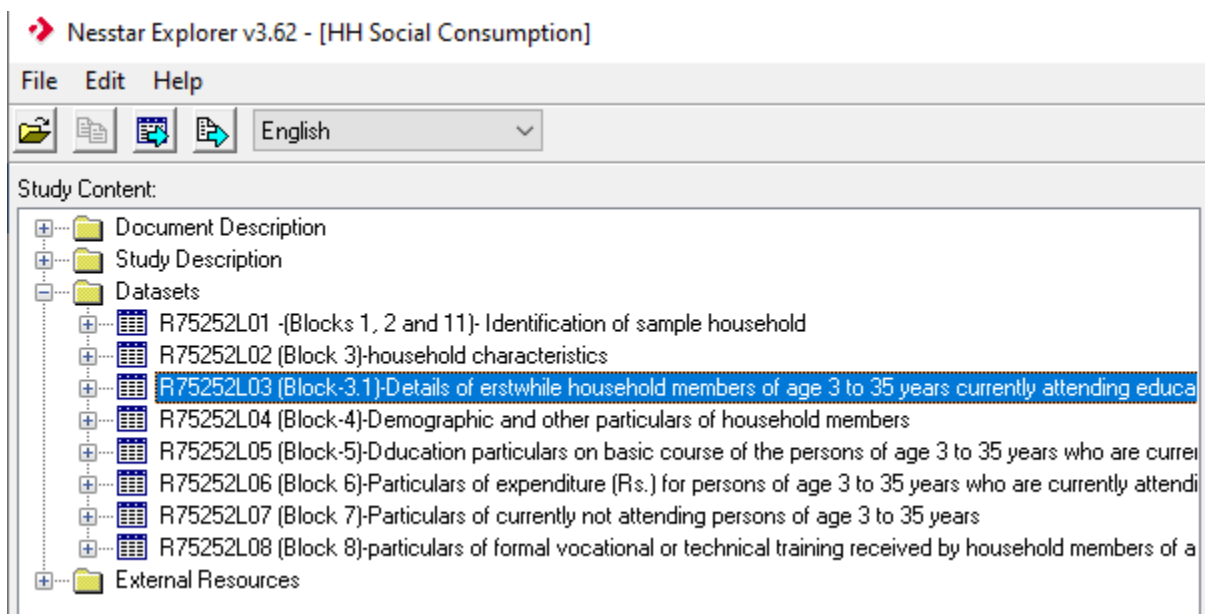 Nesstar Explorer v3.62 - [HH Social Consumption]
File Edit Help
English
Study Content:
Document Description
Study Description
Datasets
R75252L01 -(Blocks 1, 2 and 11)- Identification of sample household
R75252L02 (Block 3)-household characteristics
R75252L03 (Block-3.1)-Details of erstwhile household members of age 3 to 35 years currently attending educa
R75252L04 (Block-4)-Demographic and other particulars of household members
R75252L05 (Block-5)-Dducation particulars on basic course of the persons of age 3 to 35 years who are currer
R75252L06 (Block 6)-Particulars of expenditure (Rs.) for persons of age 3 to 35 years who are currently attendi
R75252L07 (Block 7)-Particulars of currently not attending persons of age 3 to 35 years
R75252L08 (Block 8)-particulars of formal vocational or technical training received by household members of a
External Resources